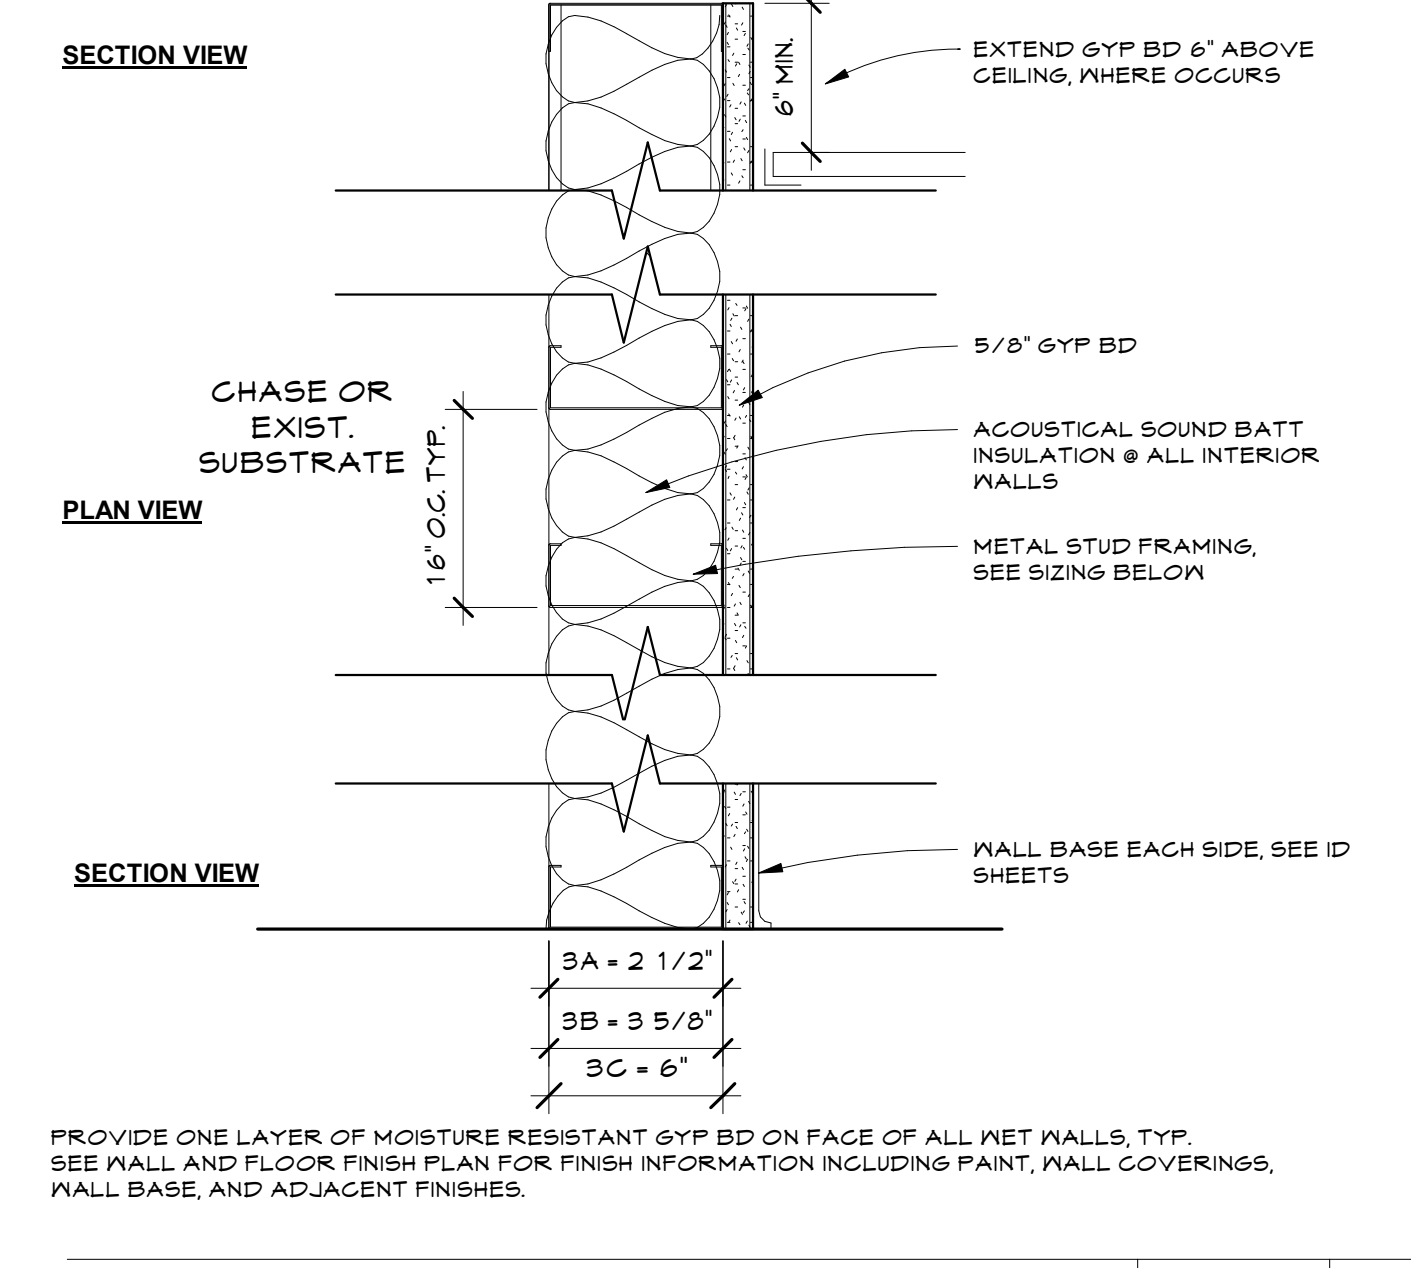 SECTION VIEW
6" MIN.
EXTEND GYP BD 6" ABOVE
CEILING, WHERE OCCURS
5/8" GYP BD
CHASE OR
EXIST.
SUBSTRATE
16" O.C. TYP.
ACOUSTICAL SOUND BATT
INSULATION @ ALL INTERIOR
WALLS
PLAN VIEW
METAL STUD FRAMING,
SEE SIZING BELOW
WALL BASE EACH SIDE, SEE ID
SHEETS
SECTION VIEW
3A = 2 1/2"
3B = 3 5/8"
3C = 6"
PROVIDE ONE LAYER OF MOISTURE RESISTANT GYP BD ON FACE OF ALL WET WALLS, TYP.
SEE WALL AND FLOOR FINISH PLAN FOR FINISH INFORMATION INCLUDING PAINT, WALL COVERINGS,
WALL BASE, AND ADJACENT FINISHES.